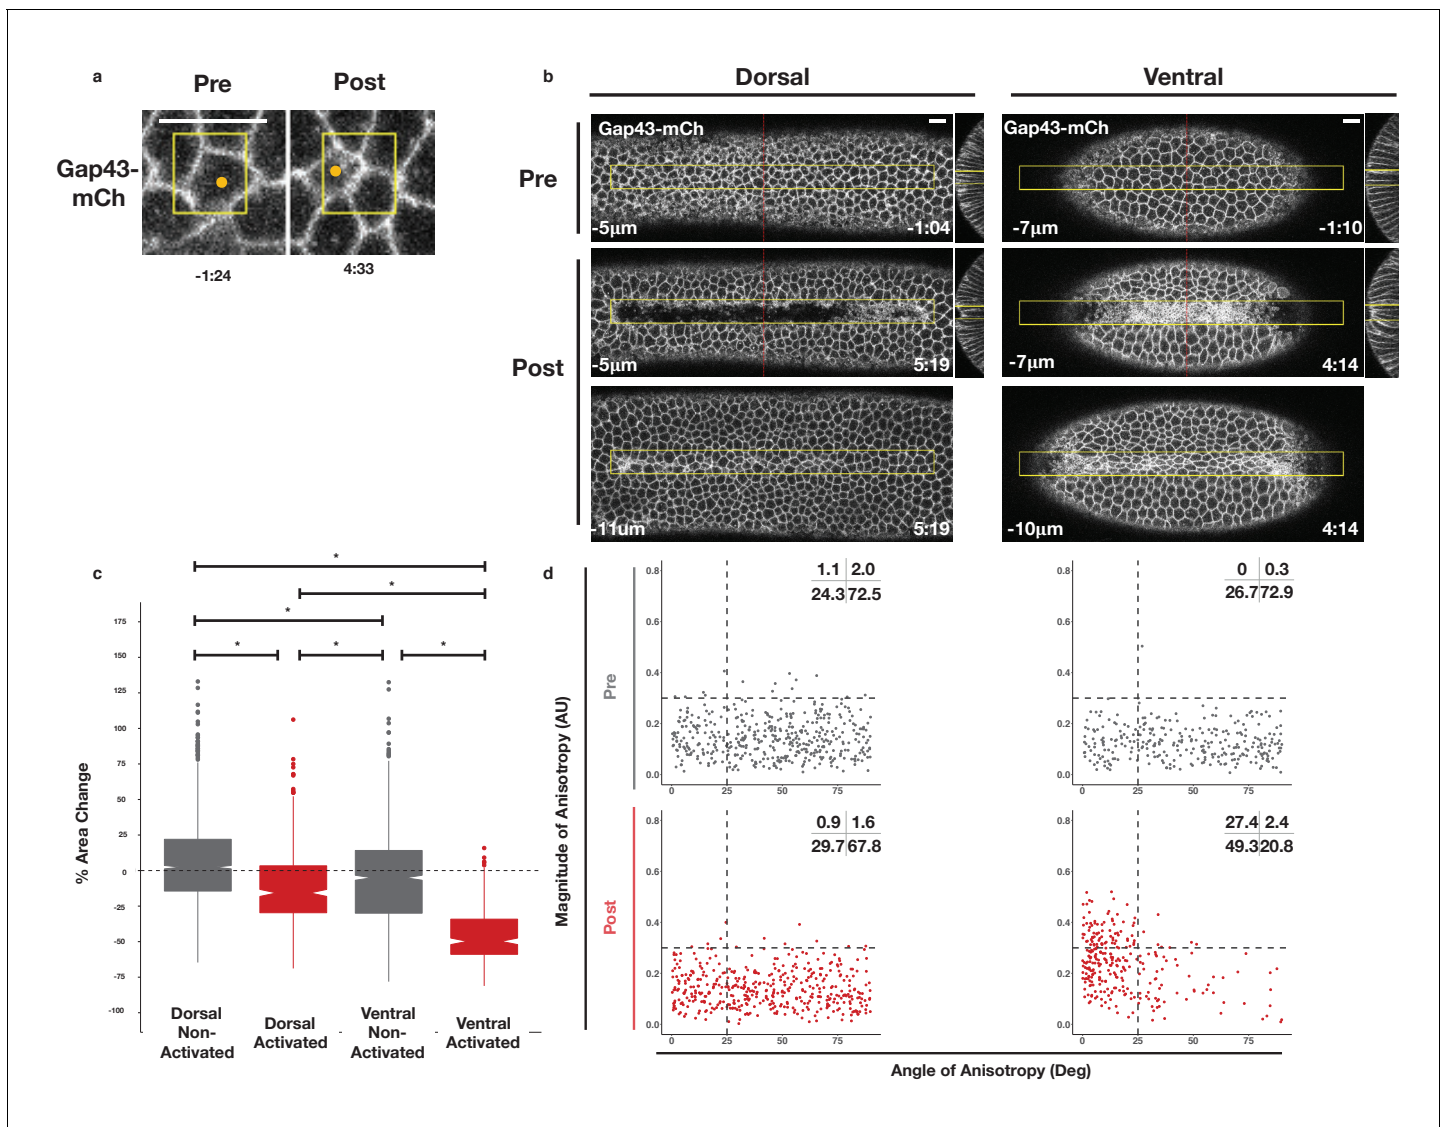 a
Pre
Post
Gap43-
mCh
-1:24
4:33
b
Dorsal
Ventral
Pre
Gap43-mCh
-5µm
-1:04
Gap43-mCh
-7µm
-1:10
Post
-5µm
5:19
-7µm
4:14
-11um
5:19
-10µm
4:14
c
*
*
*
* * *
% Area Change
175
150
125
100
75
50
25
0
-25
-50
-75
-100
Dorsal
Non-
Activated
Dorsal
Activated
Ventral
Non-
Activated
Ventral
Activated
d
Magnitude of Anisotropy (AU)
Pre
0.8
0.6
0.4
0.2
0.0
0 25 50 75
1.1 2.0
24.3 72.5
0.8
0.6
0.4
0.2
0.0
0 25 50 75
0 0.3
26.7 72.9
Post
0.8
0.6
0.4
0.2
0.0
0 25 50 75
0.9 1.6
29.7 67.8
0.8
0.6
0.4
0.2
0.0
0 25 50 75
27.4 2.4
49.3 20.8
Angle of Anisotropy (Deg)